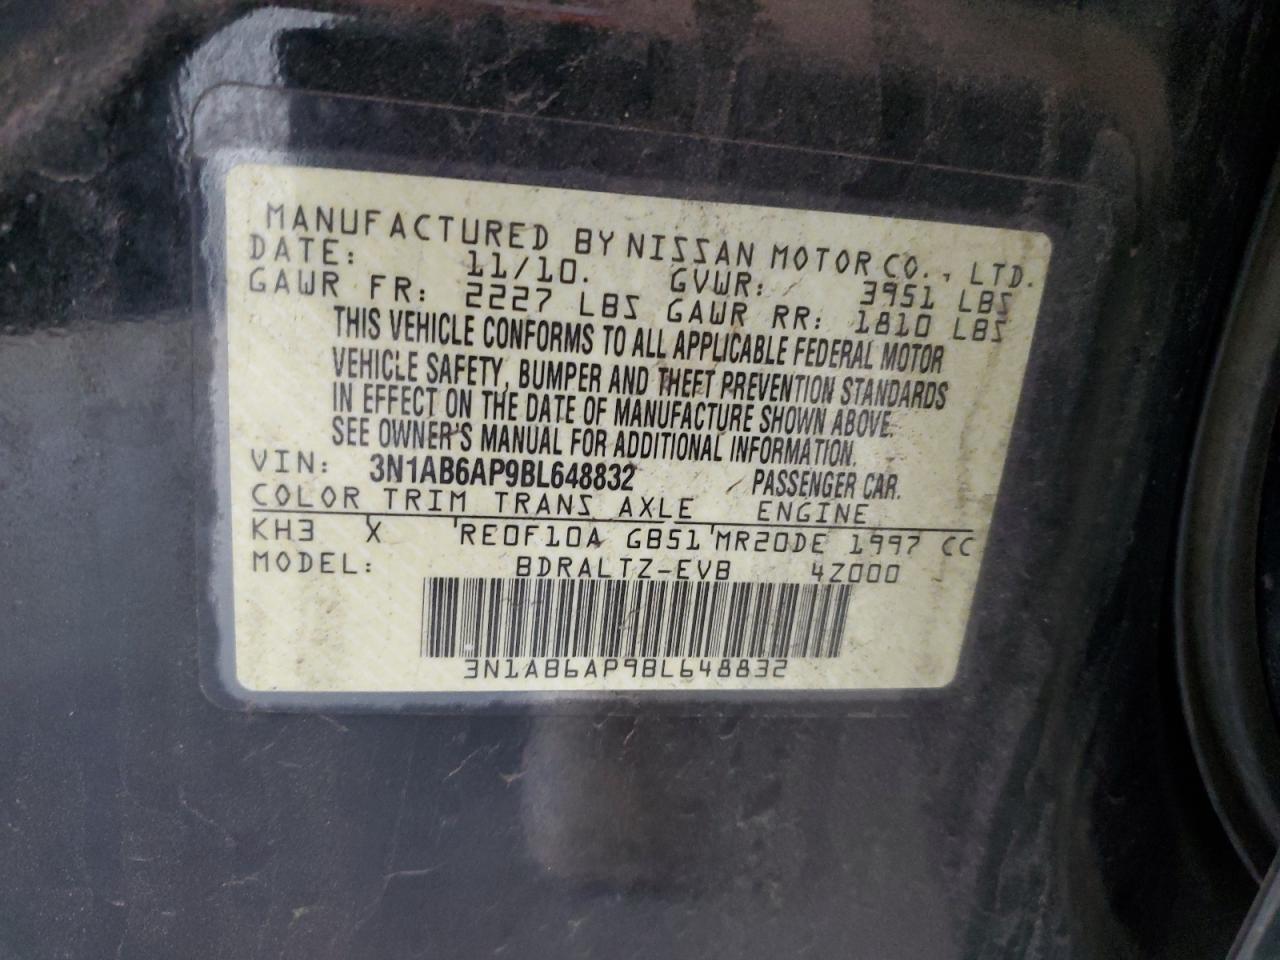 MANUFACTURED BY NISSAN MOTOR CO., LTD.
DATE: 11/10. GVWR: 3951 LBS
GAWR FR: 2227 LBS GAWR RR: 1810 LBS
THIS VEHICLE CONFORMS TO ALL APPLICABLE FEDERAL MOTOR
VEHICLE SAFETY, BUMPER AND THEFT PREVENTION STANDARDS
IN EFFECT ON THE DATE OF MANUFACTURE SHOWN ABOVE.
SEE OWNER'S MANUAL FOR ADDITIONAL INFORMATION.
VIN: 3N1AB6AP9BL648832 PASSENGER CAR.
COLOR TRIM TRANS AXLE ENGINE
KH3 X RE0F10A GB51 MR20DE 1997 CC
MODEL: BDRALTZ-EVB 4Z000
3N1AB6AP9BL648832